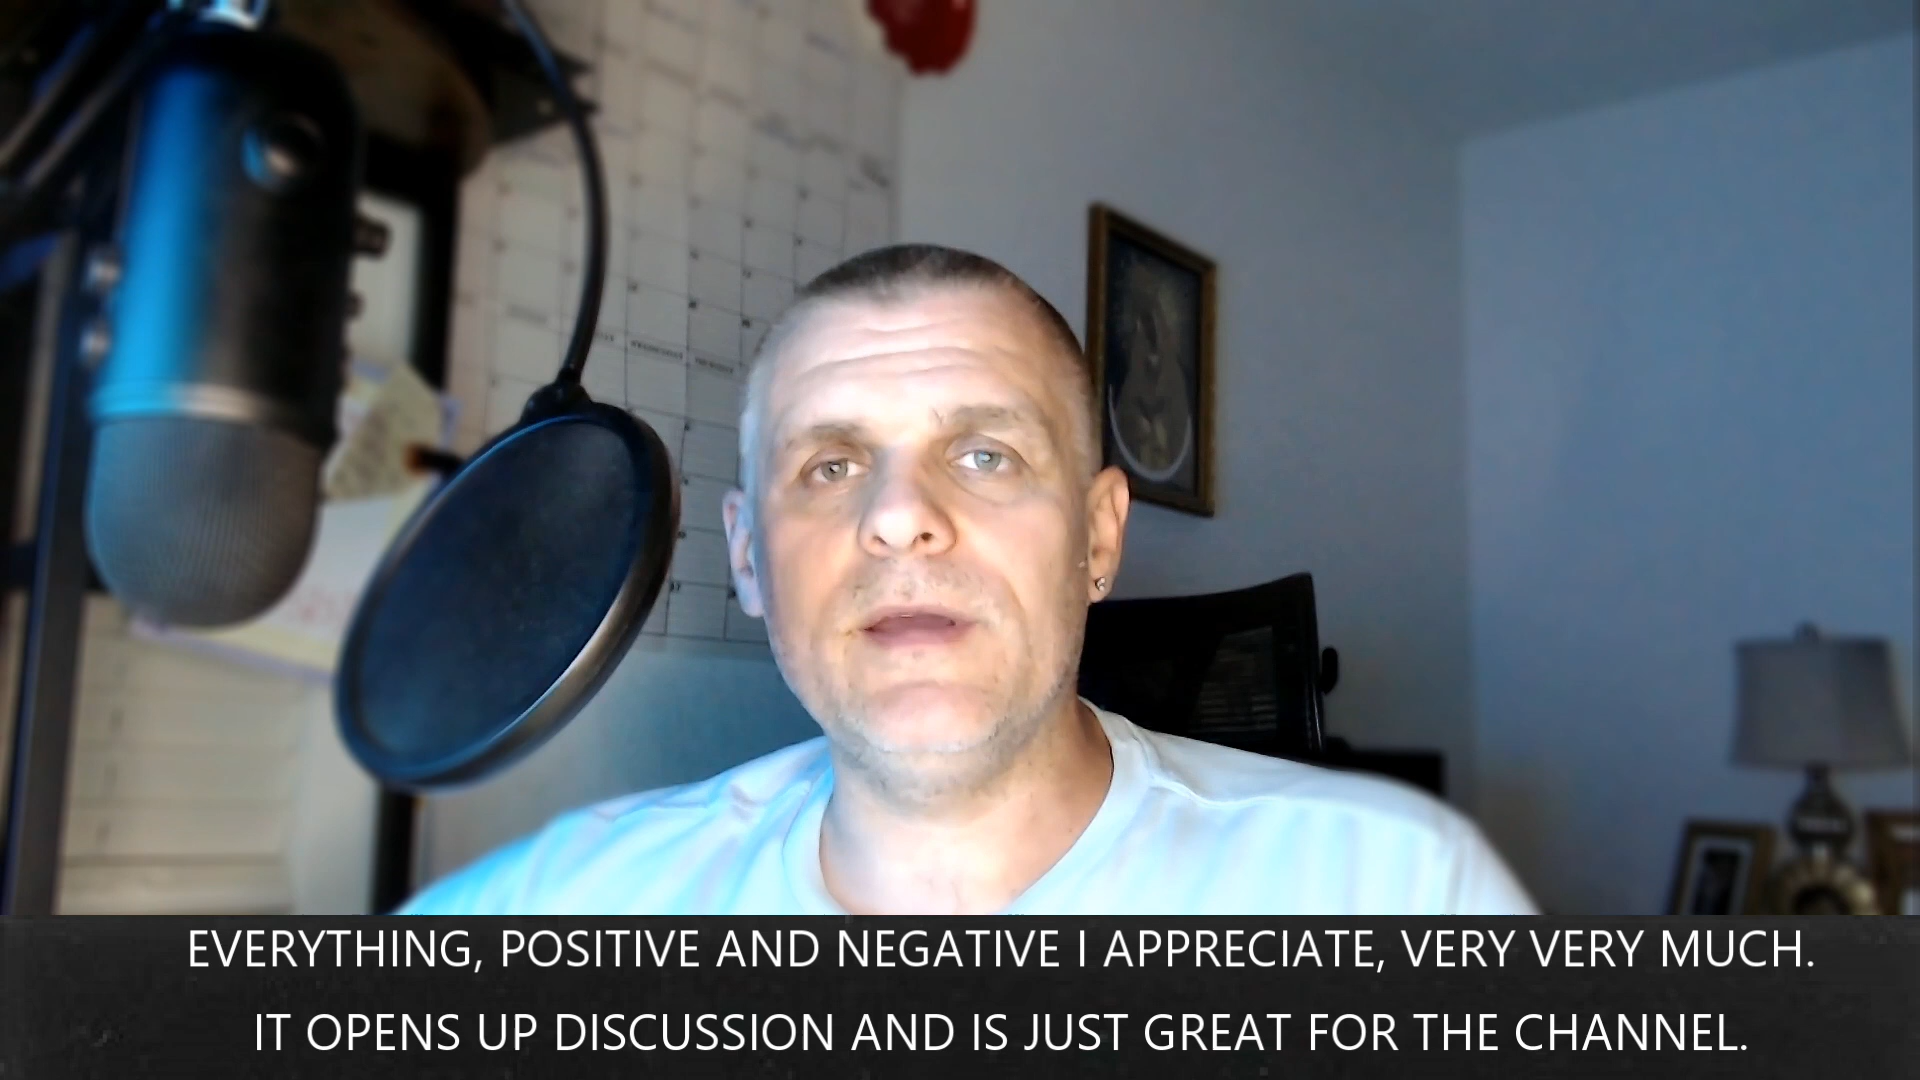 EVERYTHING, POSITIVE AND NEGATIVE I APPRECIATE, VERY VERY MUCH.
IT OPENS UP DISCUSSION AND IS JUST GREAT FOR THE CHANNEL.